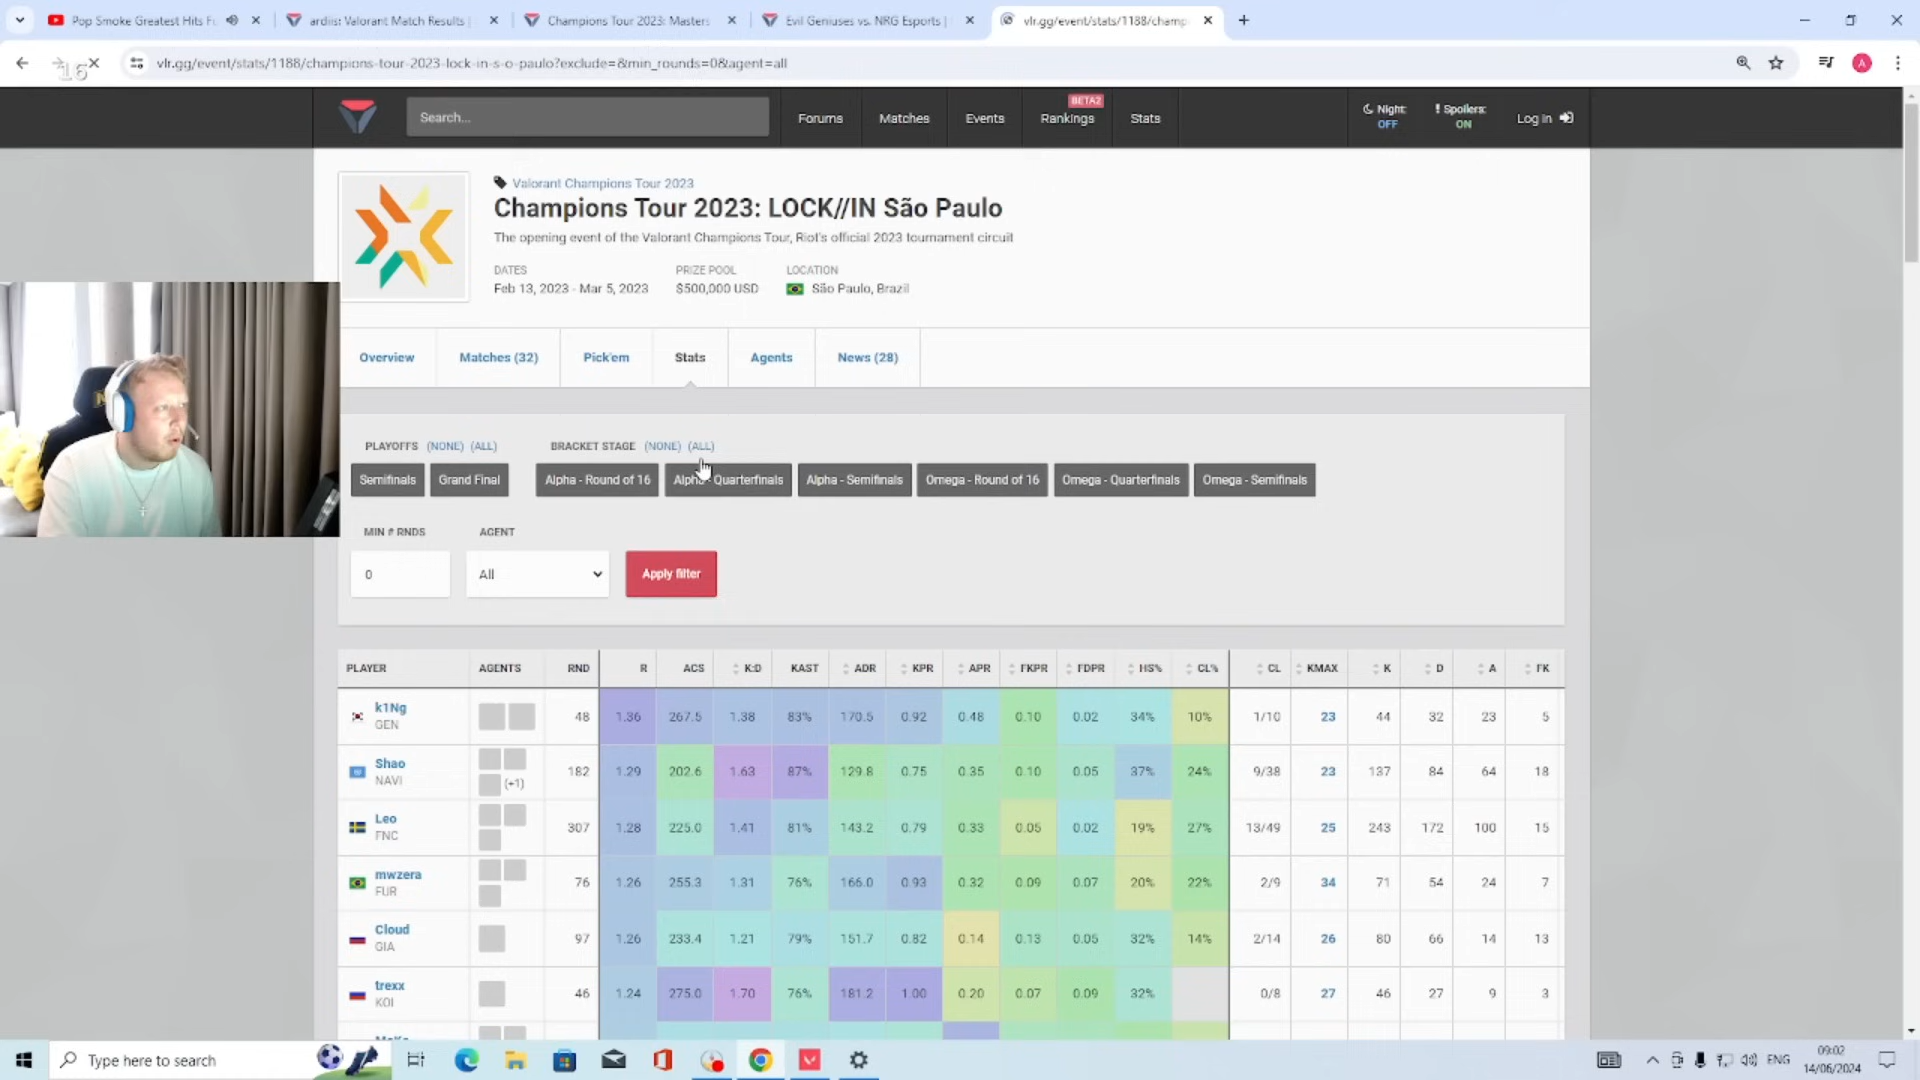 Pop Smoke Greatest Hits Fu
ardiis: Valorant Match Results |
Champions Tour 2023: Masters
Evil Geniuses vs. NRG Esports |
vlr.gg/event/stats/1188/champ
16
vlr.gg/event/stats/1188/champions-tour-2023-lock-in-s-o-paulo?exclude=&min_rounds=0&agent=all
A
Search...
Forums
Matches
Events
BETA2
Rankings
Stats
Night:
OFF
Spoilers:
ON
Log in
Valorant Champions Tour 2023
Champions Tour 2023: LOCK//IN São Paulo
The opening event of the Valorant Champions Tour, Riot's official 2023 tournament circuit
DATES PRIZE POOL LOCATION
Feb 13, 2023 - Mar 5, 2023 $500,000 USD São Paulo, Brazil
Overview Matches (32) Pick'em Stats Agents News (28)
PLAYOFFS (NONE) (ALL) BRACKET STAGE (NONE) (ALL)
Semifinals Grand Final Alpha - Round of 16 Alpha - Quarterfinals Alpha - Semifinals Omega - Round of 16 Omega - Quarterfinals Omega - Semifinals
MIN # RNDS AGENT
0 All Apply filter
PLAYER AGENTS RND R ACS K:D KAST ADR KPR APR FKPR FDPR HS% CL% CL KMAX K D A FK
k1Ng
GEN
48 1.36 267.5 1.38 83% 170.5 0.92 0.48 0.10 0.02 34% 10% 1/10 23 44 32 23 5
Shao
NAVI
(+1)
182 1.29 202.6 1.63 87% 129.8 0.75 0.35 0.10 0.05 37% 24% 9/38 23 137 84 64 18
Leo
FNC
307 1.28 225.0 1.41 81% 143.2 0.79 0.33 0.05 0.02 19% 27% 13/49 25 243 172 100 15
mwzera
FUR
76 1.26 255.3 1.31 76% 166.0 0.93 0.32 0.09 0.07 20% 22% 2/9 34 71 54 24 7
Cloud
GIA
97 1.26 233.4 1.21 79% 151.7 0.82 0.14 0.13 0.05 32% 14% 2/14 26 80 66 14 13
trexx
KOI
46 1.24 275.0 1.70 76% 181.2 1.00 0.20 0.07 0.09 32% 0/8 27 46 27 9 3
Type here to search
ENG
09:02
14/06/2024